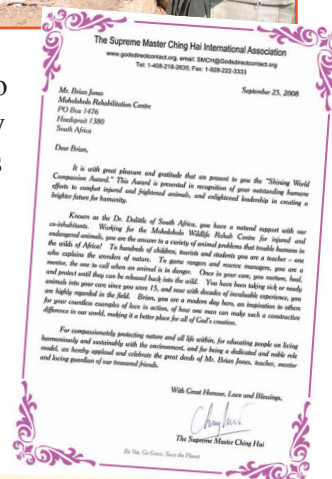 The Supreme Master Ching Hai International Association
www.godsdirectcontact.org, email: SMCH@Godsdirectcontact.org
Tel: 1-408-218-2635; Fax: 1-928-222-3333
September 25, 2008
Mr. Brian Jones
Moholoholo Rehabilitation Centre
PO Box 1476
Hoedspruit 1380
South Africa
Dear Brian,
It is with great pleasure and gratitude that we present to you the "Shining World
Compassion Award." This Award is presented in recognition of your outstanding humane
efforts to comfort injured and frightened animals, and enlightened leadership in creating a
brighter future for humanity.
Known as the Dr. Dolittle of South Africa, you have a natural rapport with our
co-inhabitants. Working for the Moholoholo Wildlife Rehab Centre for injured and
endangered animals, you are the answer to a variety of animal problems that trouble humans in
the wilds of Africa! To hundreds of children, tourists and students you are a teacher – one
who explains the wonders of nature. To game rangers and reserve managers, you are a
mentor, the one to call when an animal is in danger. Once in your care, you nurture, heal,
and protect until they can be released back into the wild. You have been taking sick or needy
animals into your care since you were 15, and now with decades of invaluable experience, you
are highly regarded in the field. Brian, you are a modern day hero, an inspiration to others
for your countless examples of love in action, of how one man can make such a constructive
difference in our world, making it a better place for all of God's creation.
For compassionately protecting nature and all life within, for educating people on living
harmoniously and sustainably with the environment, and for being a dedicated and noble role
model, we hereby applaud and celebrate the great deeds of Mr. Brian Jones, teacher, mentor
and loving guardian of our treasured friends.
With Great Honour, Love and Blessings,
The Supreme Master Ching Hai
Be Veg. Go Green. Save the Planet